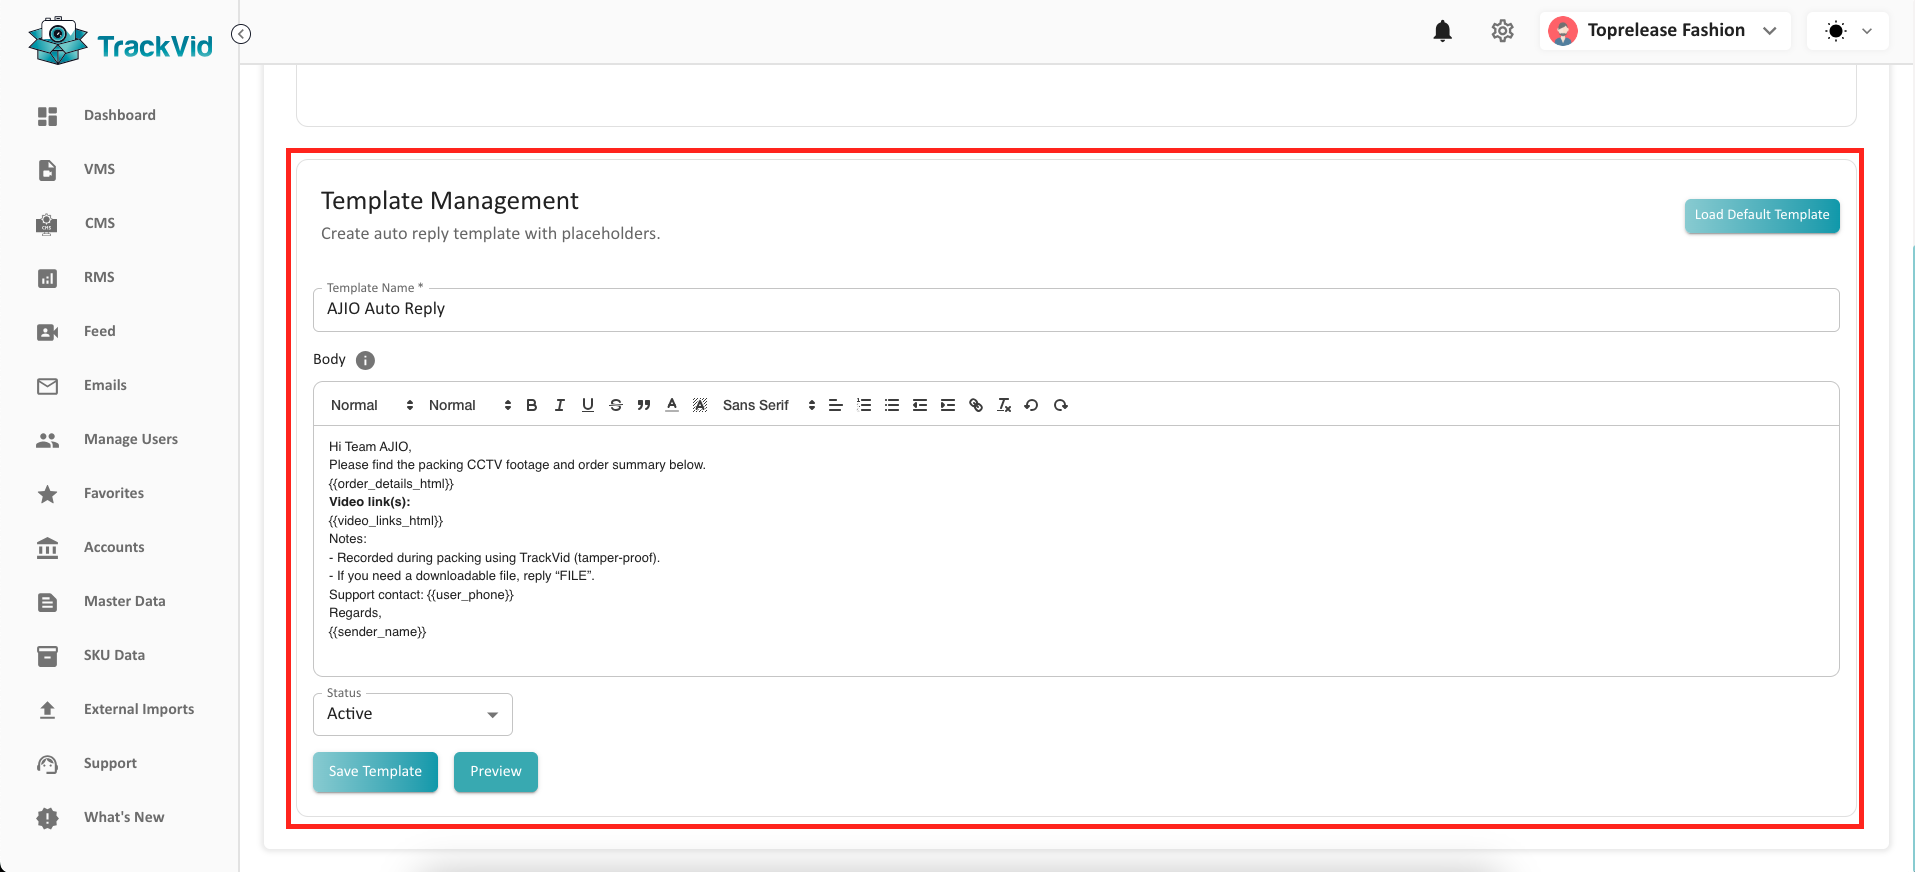 TrackVid
Toprelease Fashion
Dashboard
VMS
CMS
RMS
Feed
Emails
Manage Users
Favorites
Accounts
Master Data
SKU Data
External Imports
Support
What's New
Template Management
Create auto reply template with placeholders.
Load Default Template
Template Name *
AJIO Auto Reply
Body
Normal Normal Sans Serif
Hi Team AJIO,
Please find the packing CCTV footage and order summary below.
{{order_details_html}}
Video link(s):
{{video_links_html}}
Notes:
- Recorded during packing using TrackVid (tamper-proof).
- If you need a downloadable file, reply “FILE”.
Support contact: {{user_phone}}
Regards,
{{sender_name}}
Status
Active
Save Template Preview